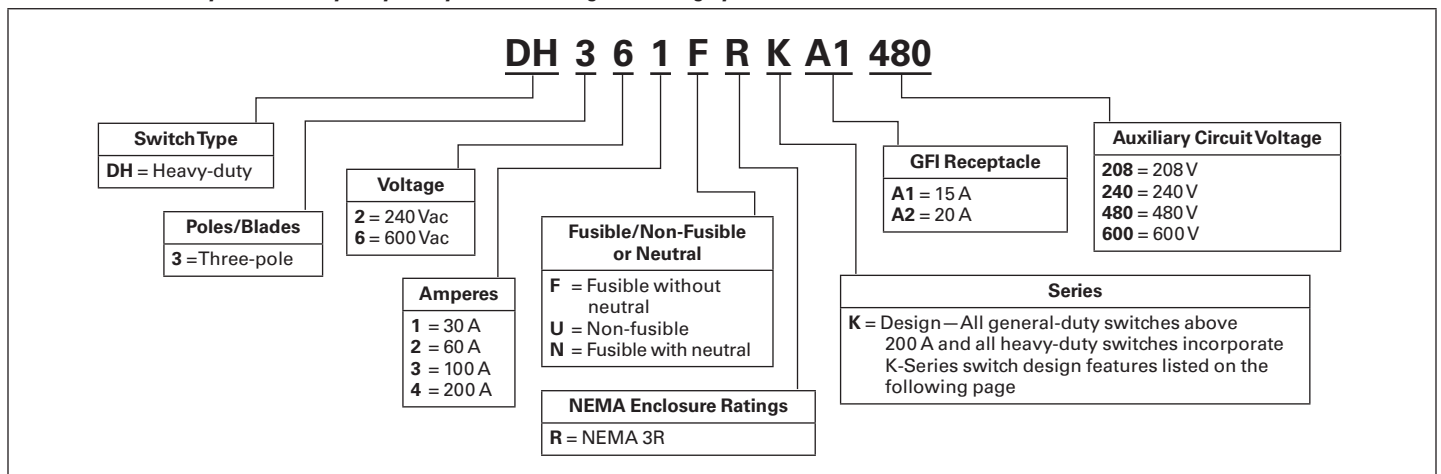 DH 3 6 1 F R K A1 480
Switch Type
DH = Heavy-duty
Poles/Blades
3 = Three-pole
Voltage
2 = 240 Vac
6 = 600 Vac
Amperes
1 = 30 A
2 = 60 A
3 = 100 A
4 = 200 A
Fusible/Non-Fusible
or Neutral
F = Fusible without
neutral
U = Non-fusible
N = Fusible with neutral
NEMA Enclosure Ratings
R = NEMA 3R
GFI Receptacle
A1 = 15 A
A2 = 20 A
Series
K = Design—All general-duty switches above
200 A and all heavy-duty switches incorporate
K-Series switch design features listed on the
following page
Auxiliary Circuit Voltage
208 = 208 V
240 = 240 V
480 = 480 V
600 = 600 V